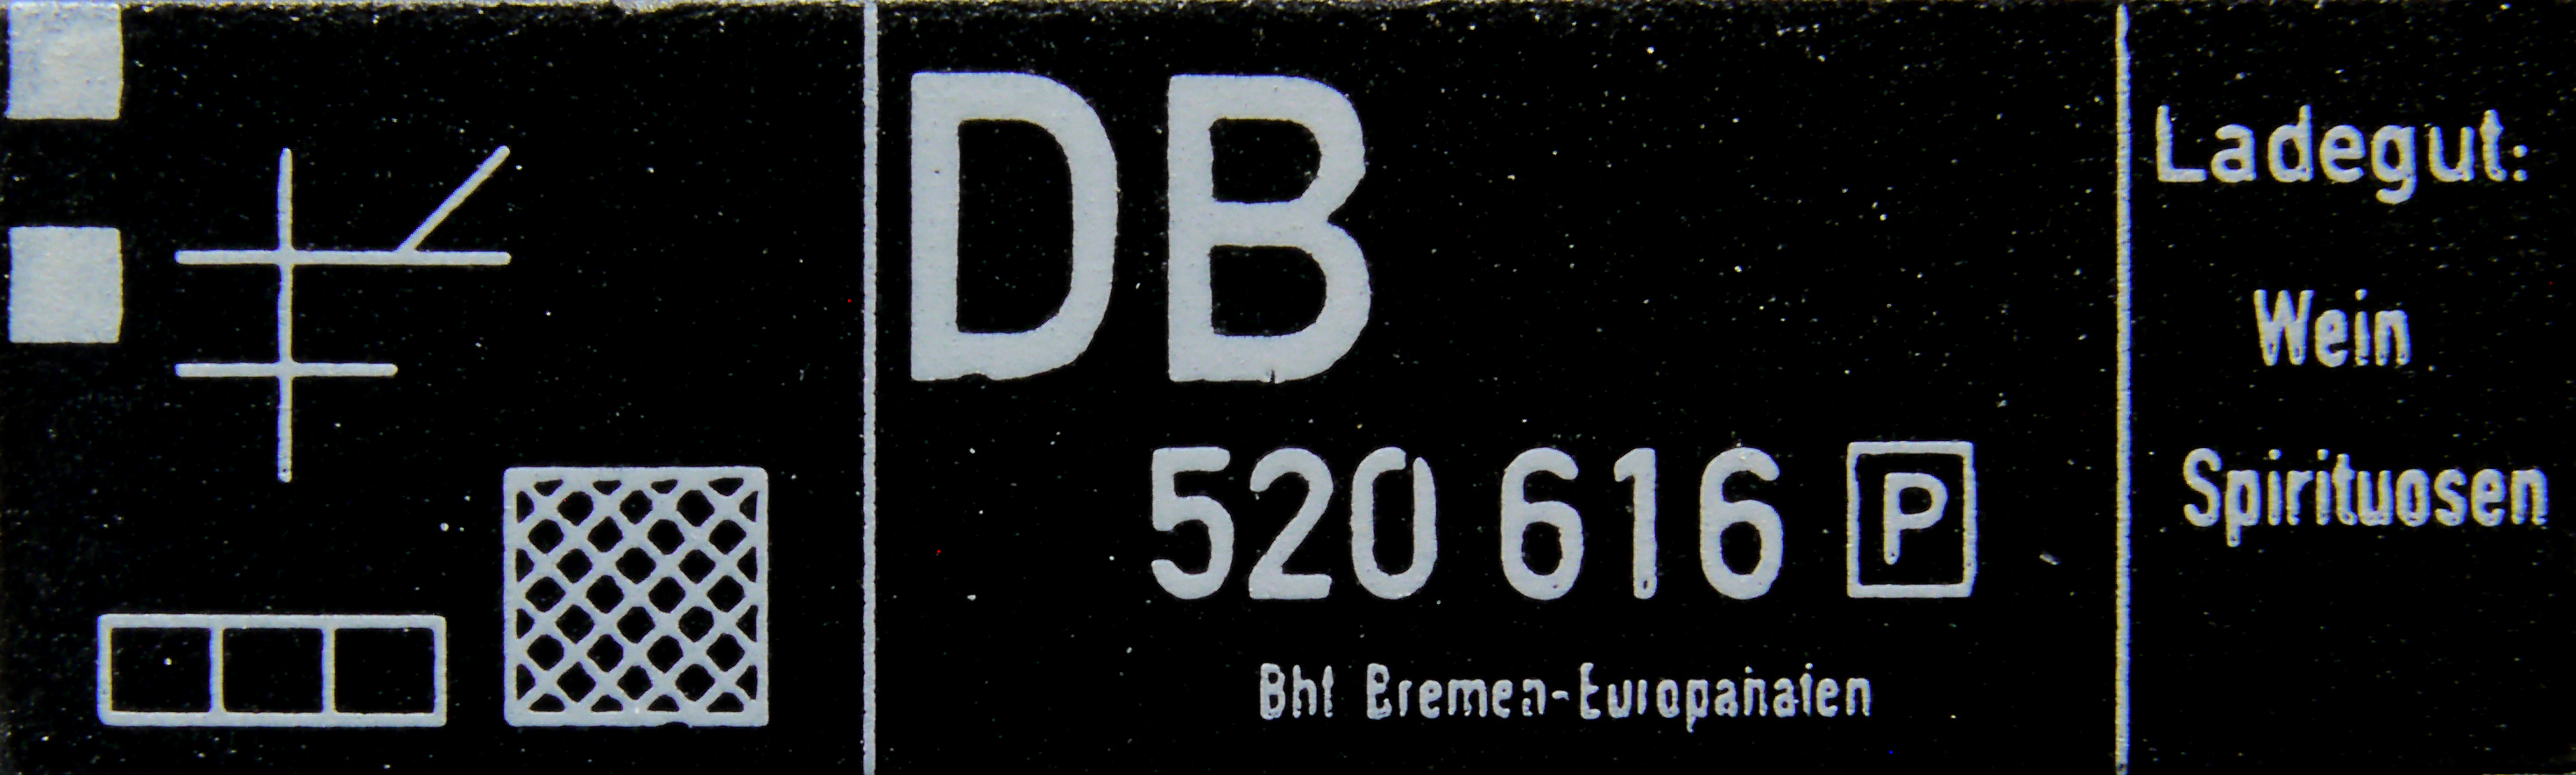 DB
520 616 P
Bhf Bremen-Europahafen
Ladegut:
Wein
Spirituosen